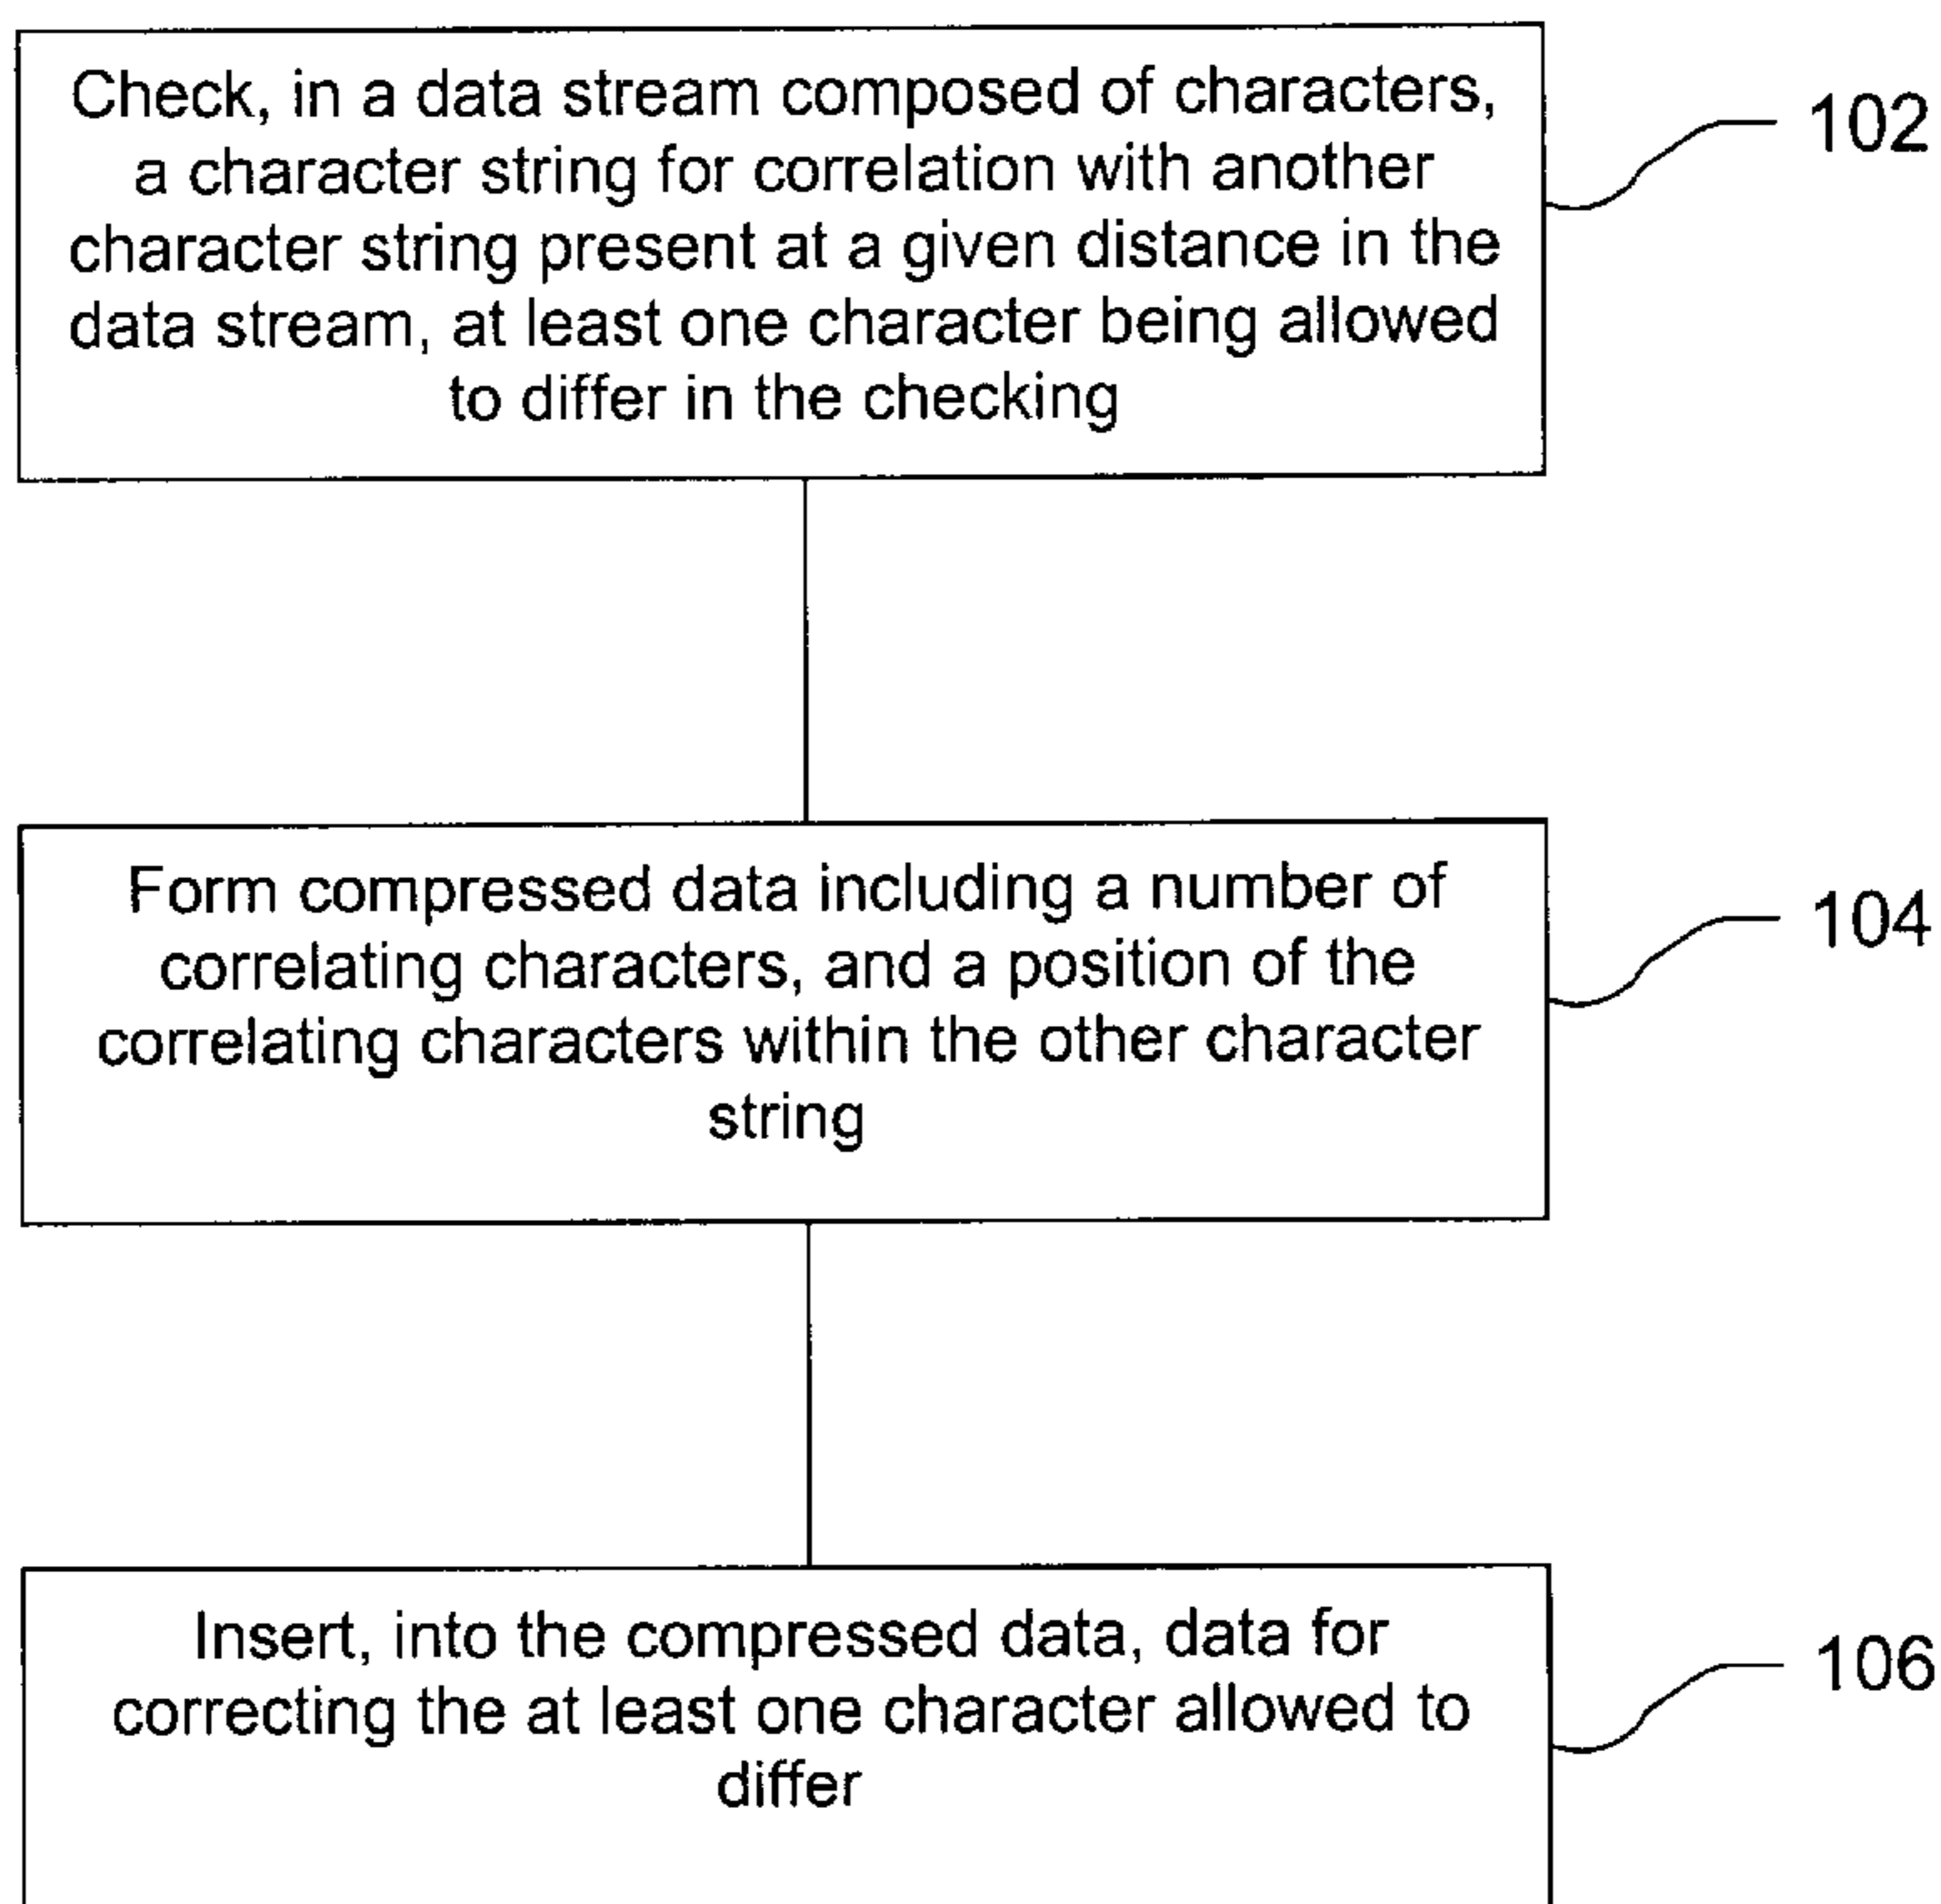 Check, in a data stream composed of characters,
a character string for correlation with another
character string present at a given distance in the
data stream, at least one character being allowed
to differ in the checking
102
Form compressed data including a number of
correlating characters, and a position of the
correlating characters within the other character
string
104
Insert, into the compressed data, data for
correcting the at least one character allowed to
differ
106